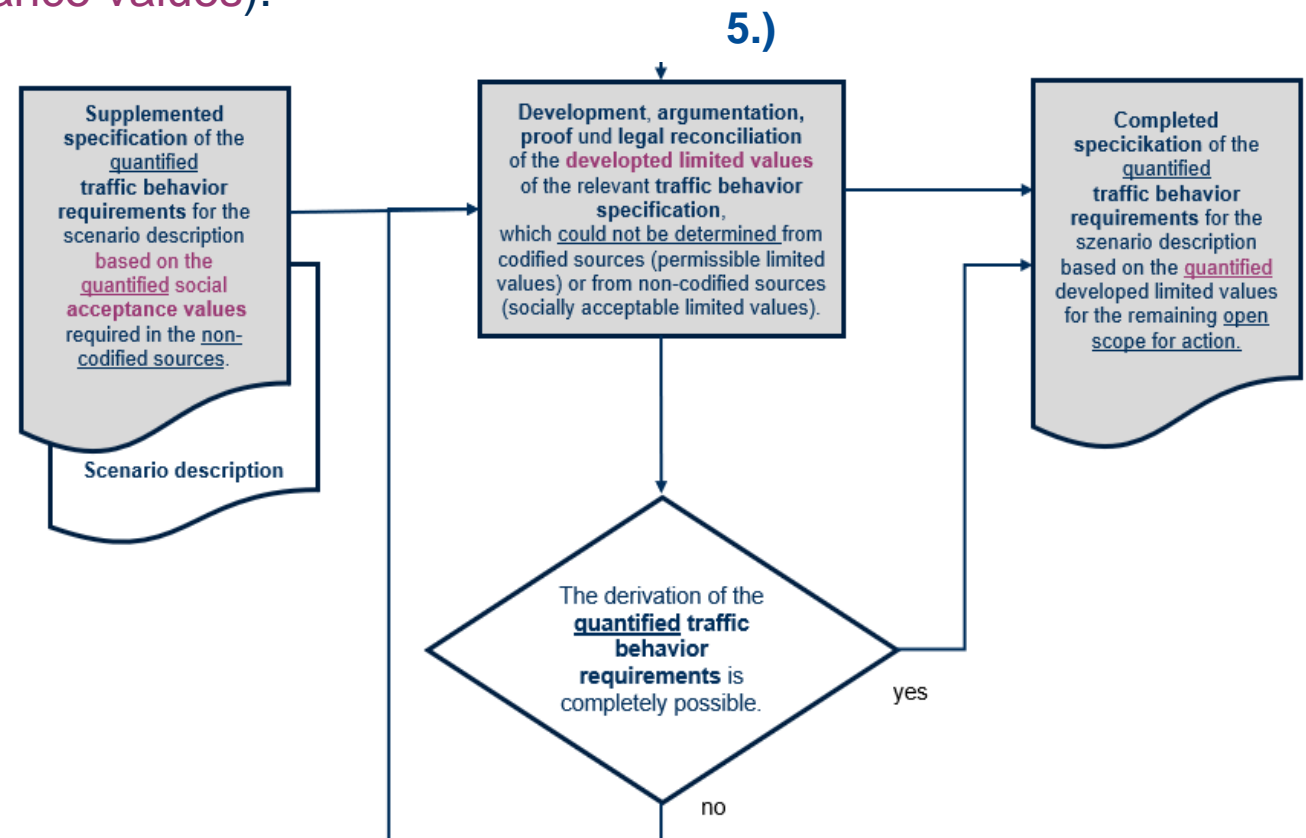 ance values).
5.)
Supplemented
specification of the
quantified
traffic behavior
requirements for the
scenario description
based on the
quantified social
acceptance values
required in the non-
codified sources.
Scenario description
Development, argumentation,
proof und legal reconciliation
of the developted limited values
of the relevant traffic behavior
specification,
which could not be determined from
codified sources (permissible limited
values) or from non-codified sources
(socially acceptable limited values).
Completed
specicikation of the
quantified
traffic behavior
requirements for the
szenario description
based on the quantified
developed limited values
for the remaining open
scope for action.
The derivation of the
quantified traffic
behavior
requirements is
completely possible.
yes
no